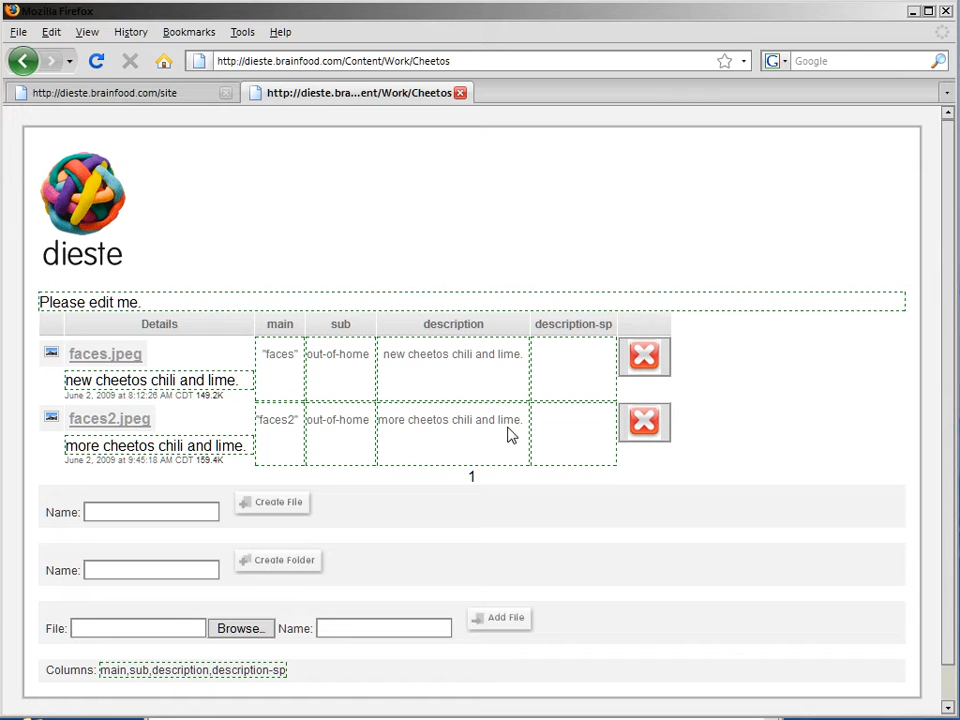 Mozilla Firefox
File Edit View History Bookmarks Tools Help
http://dieste.brainfood.com/Content/Work/Cheetos
Google
http://dieste.brainfood.com/site
http://dieste.bra...ent/Work/Cheetos
dieste
Please edit me.
Details main sub description description-sp
faces.jpeg "faces" out-of-home new cheetos chili and lime.
new cheetos chili and lime.
June 2, 2009 at 8:12:26 AM CDT 149.2K
faces2.jpeg "faces2" out-of-home more cheetos chili and lime.
more cheetos chili and lime.
June 2, 2009 at 9:45:18 AM CDT 159.4K
1
Name: Create File
Name: Create Folder
File: Browse... Name: Add File
Columns: main,sub,description,description-sp